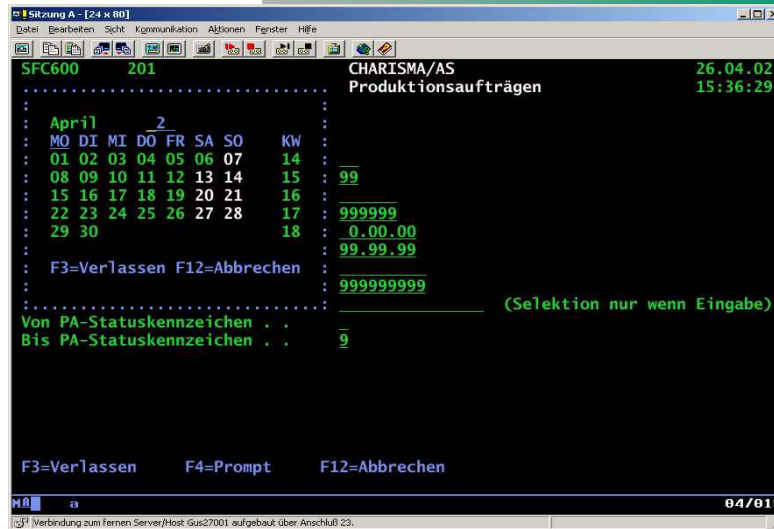 Sitzung A - [24 x 80]
Datei Bearbeiten Sicht Kommunikation Aktionen Fenster Hilfe
SFC600 201 CHARISMA/AS 26.04.02
Produktionsaufträgen 15:36:29
April 2
MO DI MI DO FR SA SO KW
01 02 03 04 05 06 07 14
08 09 10 11 12 13 14 15 99
15 16 17 18 19 20 21 16
22 23 24 25 26 27 28 17 999999
29 30 18 0.00.00
99.99.99
F3=Verlassen F12=Abbrechen
999999999
(Selektion nur wenn Eingabe)
Von PA-Statuskennzeichen . .
Bis PA-Statuskennzeichen . . 9
F3=Verlassen F4=Prompt F12=Abbrechen
MA a 04/01
Verbindung zum fernen Server/Host Gus27001 aufgebaut über Anschluß 23.